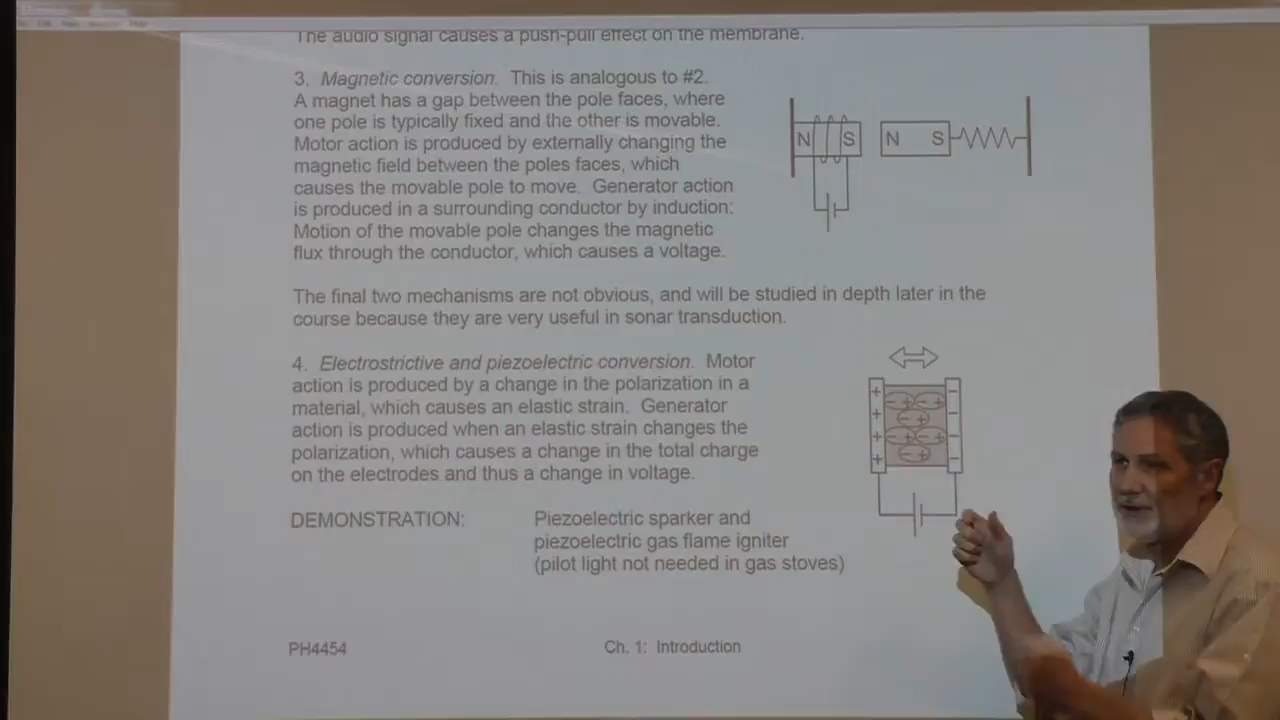 The audio signal causes a push-pull effect on the membrane.
3. Magnetic conversion. This is analogous to #2.
A magnet has a gap between the pole faces, where
one pole is typically fixed and the other is movable.
Motor action is produced by externally changing the
magnetic field between the poles faces, which
causes the movable pole to move. Generator action
is produced in a surrounding conductor by induction:
Motion of the movable pole changes the magnetic
flux through the conductor, which causes a voltage.
N S N S
The final two mechanisms are not obvious, and will be studied in depth later in the
course because they are very useful in sonar transduction.
4. Electrostrictive and piezoelectric conversion. Motor
action is produced by a change in the polarization in a
material, which causes an elastic strain. Generator
action is produced when an elastic strain changes the
polarization, which causes a change in the total charge
on the electrodes and thus a change in voltage.
DEMONSTRATION: Piezoelectric sparker and
piezoelectric gas flame igniter
(pilot light not needed in gas stoves)
PH4454 Ch. 1: Introduction